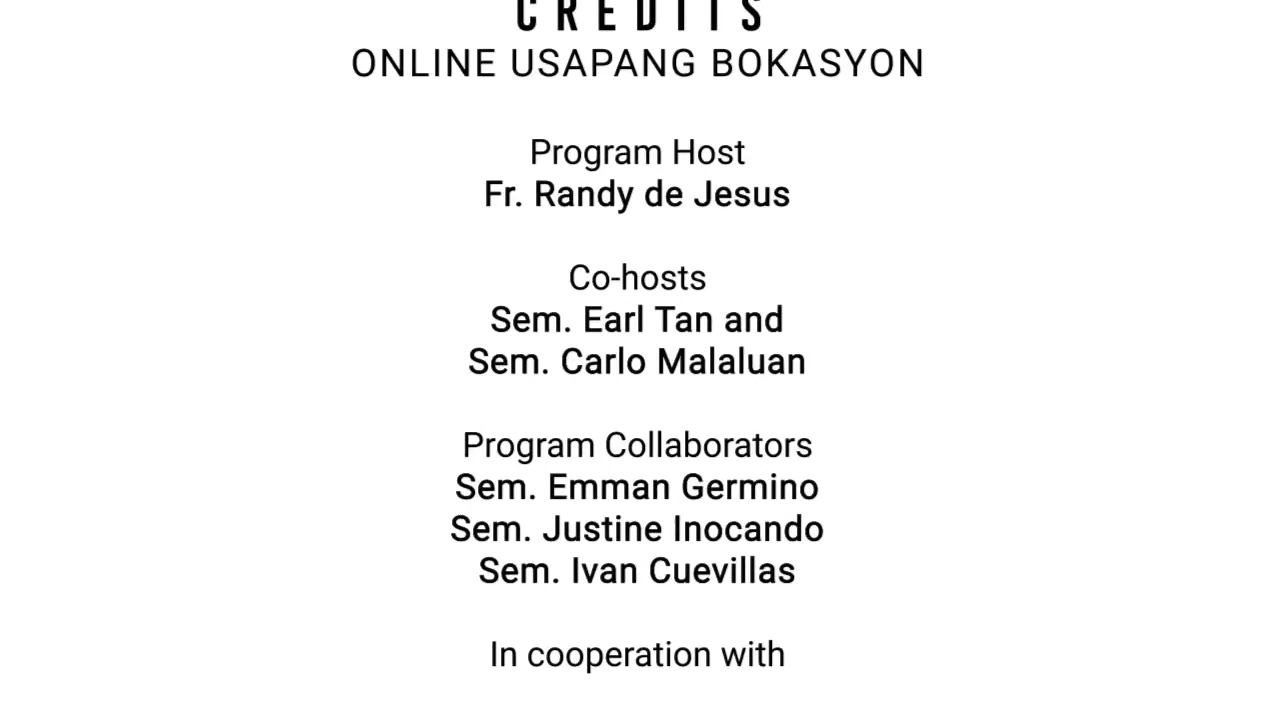 CREDITS
ONLINE USAPANG BOKASYON
Program Host
Fr. Randy de Jesus
Co-hosts
Sem. Earl Tan and
Sem. Carlo Malaluan
Program Collaborators
Sem. Emman Germino
Sem. Justine Inocando
Sem. Ivan Cuevillas
In cooperation with